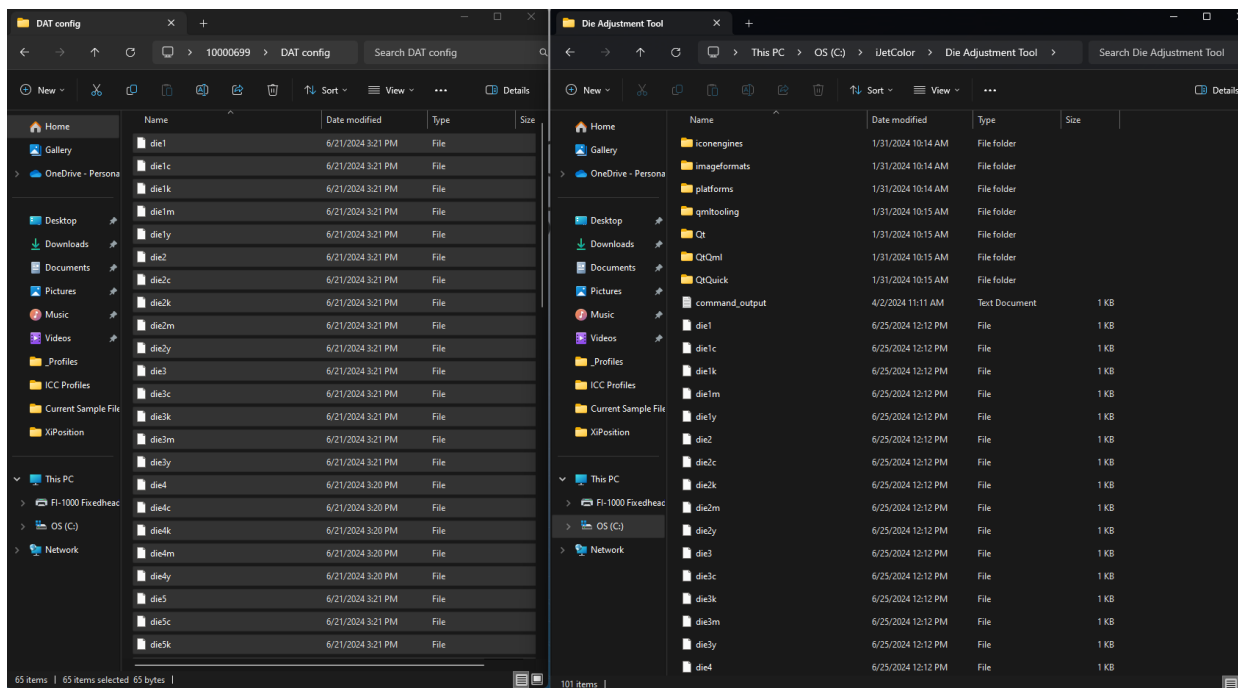 DAT config
10000699 > DAT config
Search DAT config
New
Sort
View
Details
Home
Gallery
OneDrive - Persona
Desktop
Downloads
Documents
Pictures
Music
Videos
_Profiles
ICC Profiles
Current Sample File
XiPosition
This PC
FI-1000 Fixedheac
OS (C:)
Network
Name Date modified Type Size
die1 6/21/2024 3:21 PM File
die1c 6/21/2024 3:21 PM File
die1k 6/21/2024 3:21 PM File
die1m 6/21/2024 3:21 PM File
die1y 6/21/2024 3:21 PM File
die2 6/21/2024 3:21 PM File
die2c 6/21/2024 3:21 PM File
die2k 6/21/2024 3:21 PM File
die2m 6/21/2024 3:21 PM File
die2y 6/21/2024 3:21 PM File
die3 6/21/2024 3:21 PM File
die3c 6/21/2024 3:21 PM File
die3k 6/21/2024 3:21 PM File
die3m 6/21/2024 3:21 PM File
die3y 6/21/2024 3:21 PM File
die4 6/21/2024 3:20 PM File
die4c 6/21/2024 3:20 PM File
die4k 6/21/2024 3:20 PM File
die4m 6/21/2024 3:20 PM File
die4y 6/21/2024 3:20 PM File
die5 6/21/2024 3:21 PM File
die5c 6/21/2024 3:21 PM File
die5k 6/21/2024 3:21 PM File
65 items | 65 items selected 65 bytes |
Die Adjustment Tool
This PC > OS (C:) > iJetColor > Die Adjustment Tool >
Search Die Adjustment Tool
New
Sort
View
Details
Home
Gallery
OneDrive - Persona
Desktop
Downloads
Documents
Pictures
Music
Videos
_Profiles
ICC Profiles
Current Sample File
XiPosition
This PC
FI-1000 Fixedheac
OS (C:)
Network
Name Date modified Type Size
iconengines 1/31/2024 10:14 AM File folder
imageformats 1/31/2024 10:14 AM File folder
platforms 1/31/2024 10:14 AM File folder
qmltooling 1/31/2024 10:15 AM File folder
Qt 1/31/2024 10:15 AM File folder
QtQml 1/31/2024 10:15 AM File folder
QtQuick 1/31/2024 10:15 AM File folder
command_output 4/2/2024 11:11 AM Text Document 1 KB
die1 6/25/2024 12:12 PM File 1 KB
die1c 6/25/2024 12:12 PM File 1 KB
die1k 6/25/2024 12:12 PM File 1 KB
die1m 6/25/2024 12:12 PM File 1 KB
die1y 6/25/2024 12:12 PM File 1 KB
die2 6/25/2024 12:12 PM File 1 KB
die2c 6/25/2024 12:12 PM File 1 KB
die2k 6/25/2024 12:12 PM File 1 KB
die2m 6/25/2024 12:12 PM File 1 KB
die2y 6/25/2024 12:12 PM File 1 KB
die3 6/25/2024 12:12 PM File 1 KB
die3c 6/25/2024 12:12 PM File 1 KB
die3k 6/25/2024 12:12 PM File 1 KB
die3m 6/25/2024 12:12 PM File 1 KB
die3y 6/25/2024 12:12 PM File 1 KB
die4 6/25/2024 12:12 PM File 1 KB
101 items |